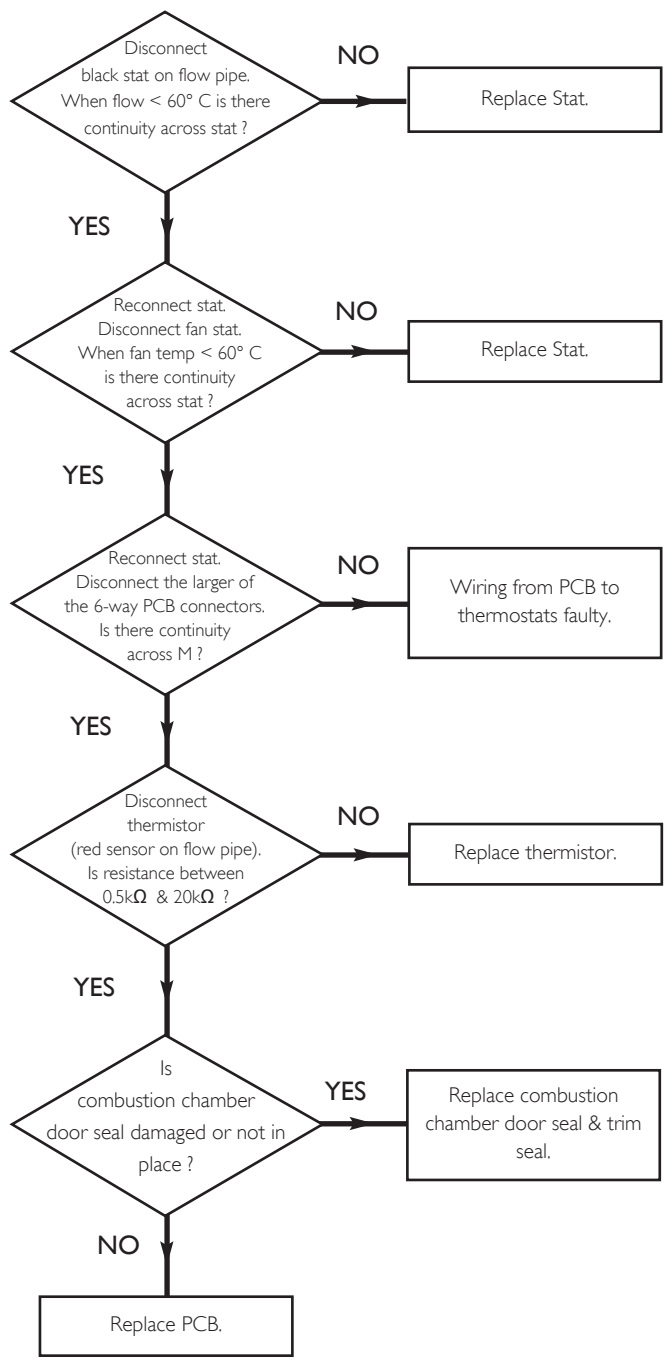 Disconnect
black stat on flow pipe.
When flow < 60° C is there
continuity across stat ?
NO
Replace Stat.
YES
Reconnect stat.
Disconnect fan stat.
When fan temp < 60° C
is there continuity
across stat ?
NO
Replace Stat.
YES
Reconnect stat.
Disconnect the larger of
the 6-way PCB connectors.
Is there continuity
across M ?
NO
Wiring from PCB to
thermostats faulty.
YES
Disconnect
thermistor
(red sensor on flow pipe).
Is resistance between
0.5kΩ & 20kΩ ?
NO
Replace thermistor.
YES
Is
combustion chamber
door seal damaged or not in
place ?
YES
Replace combustion
chamber door seal & trim
seal.
NO
Replace PCB.